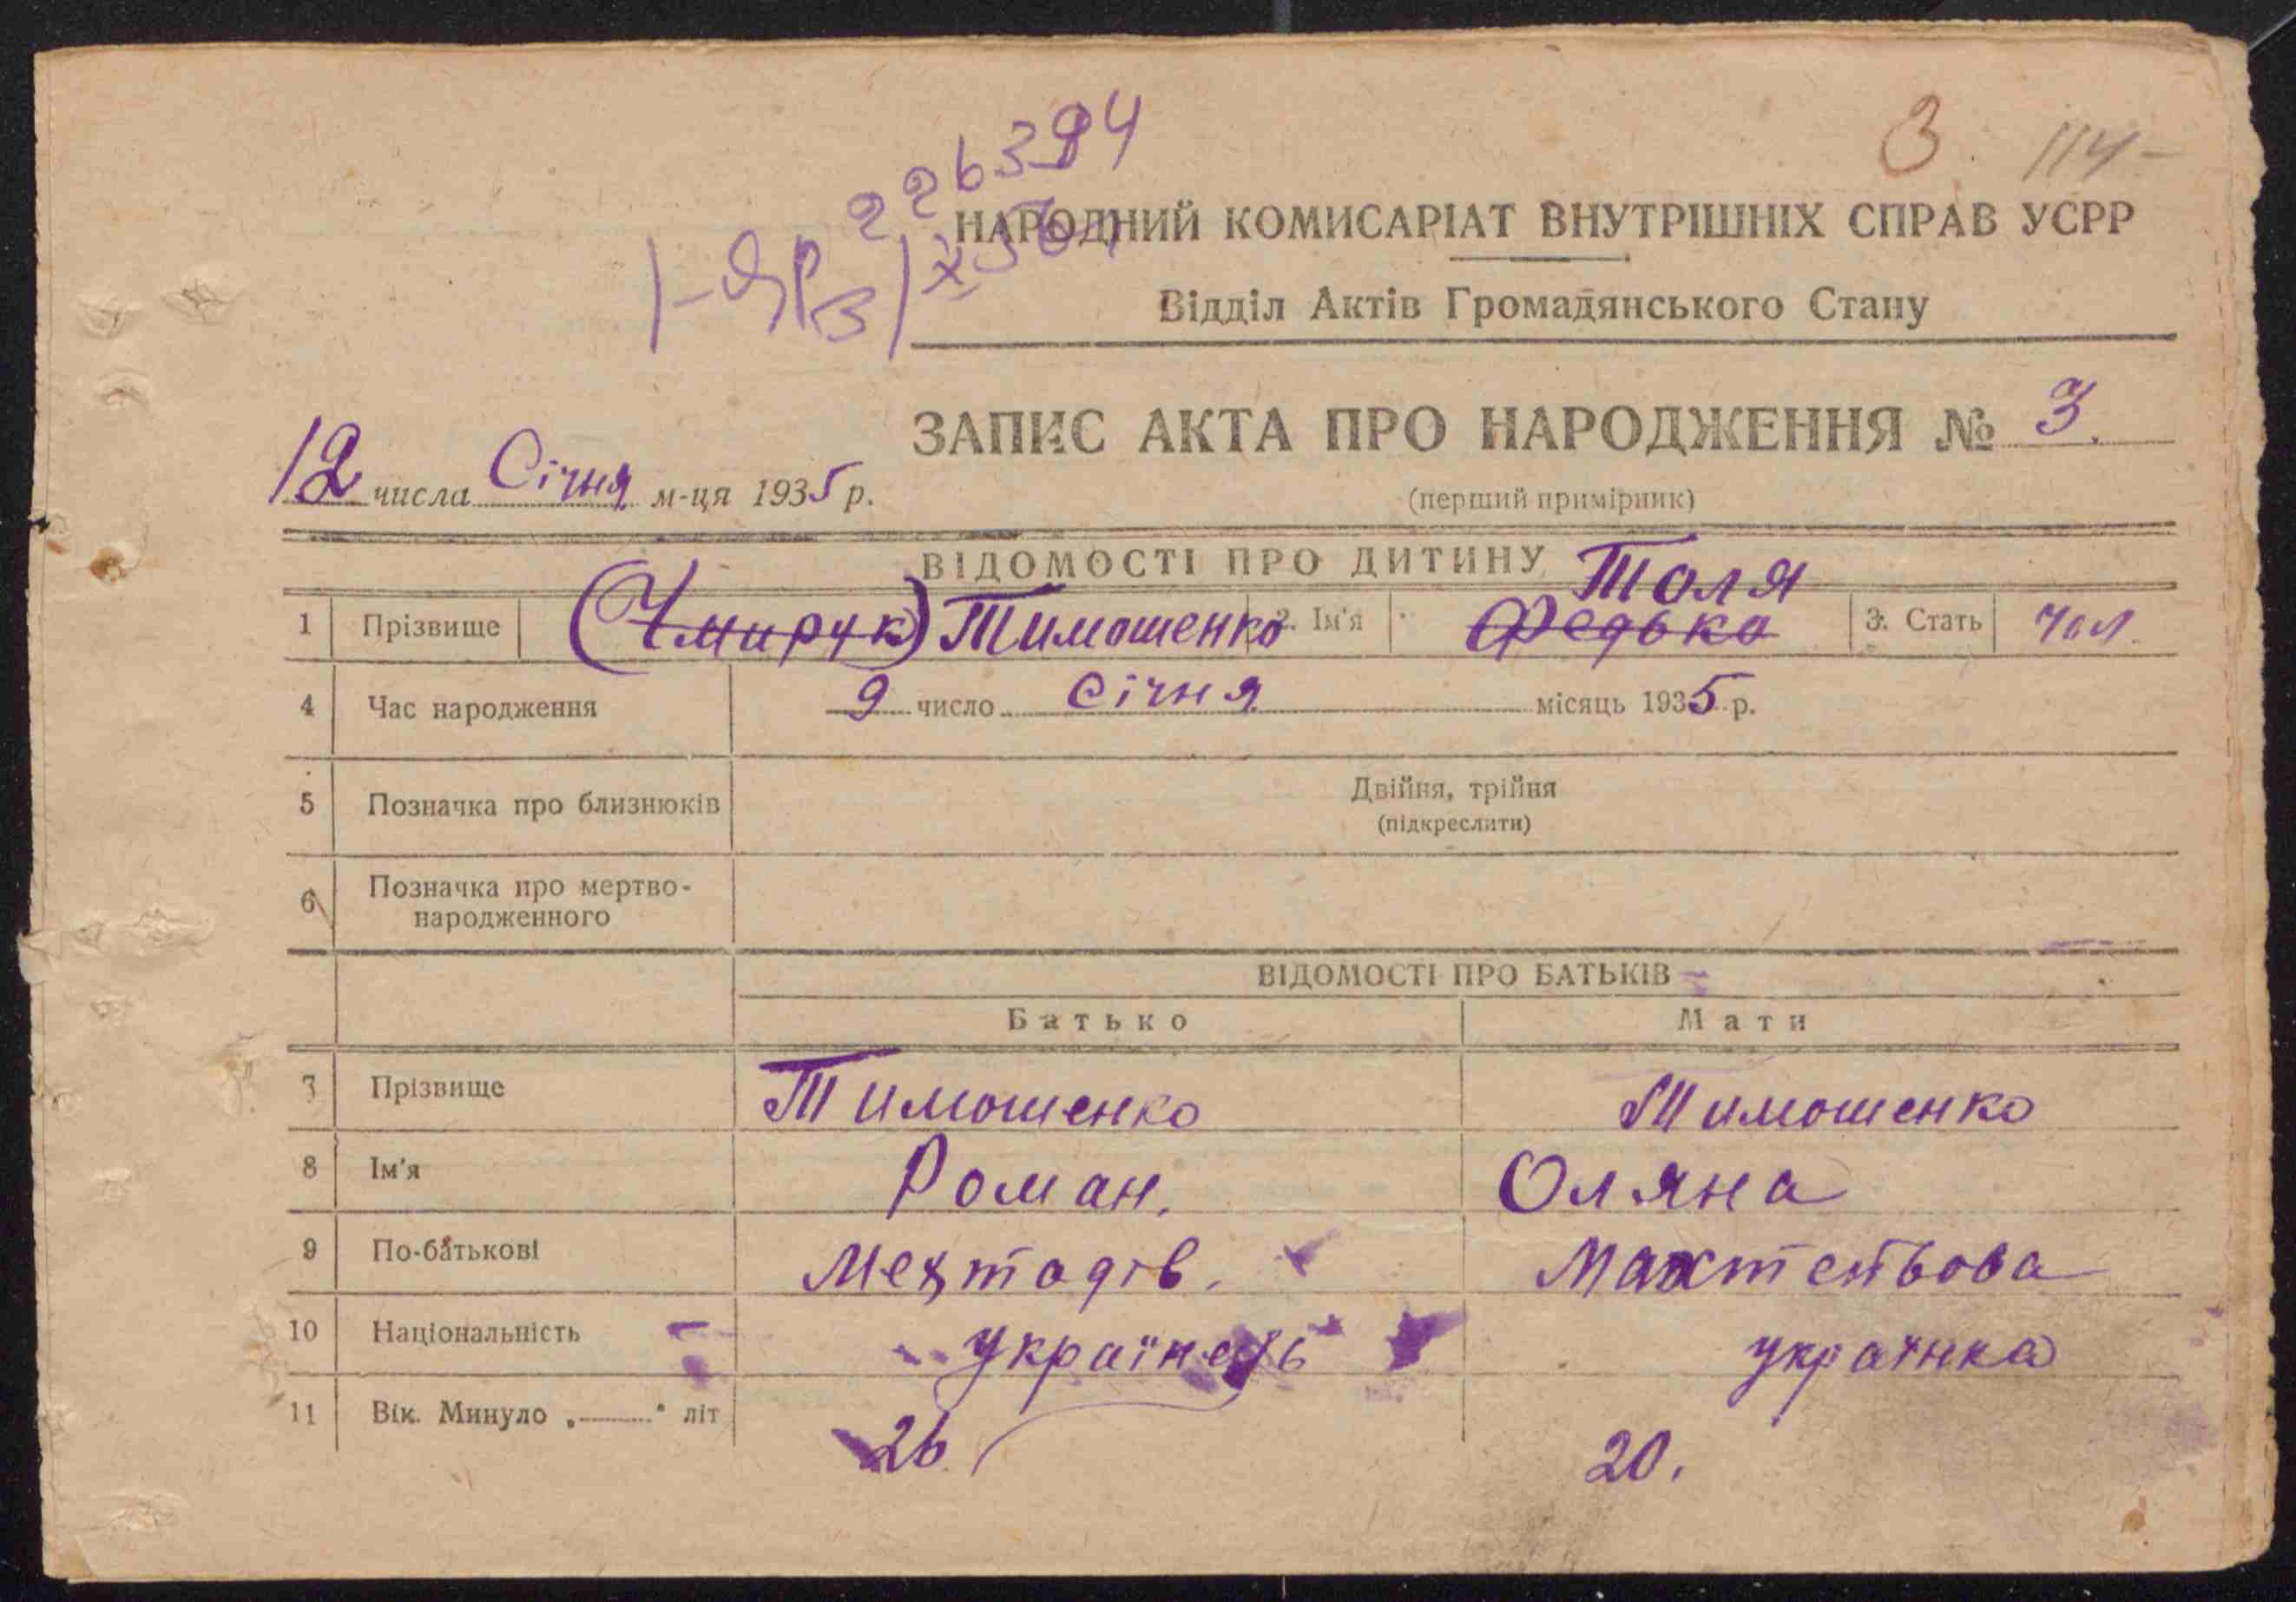 226394
3. 114-
НАРОДНИЙ КОМИСАРІАТ ВНУТРІШНІХ СПРАВ УСРР
Відділ Актів Громадянського Стану
ЗАПИС АКТА ПРО НАРОДЖЕННЯ № 3.
12 числа Січня м-ця 1935 р.
(перший примірник)
ВІДОМОСТІ ПРО ДИТИНУ
Толя
1 Прізвище (Чмирук) Тимошенко 2. Ім'я Федько 3. Стать чол.
4 Час народження 9 число січня місяць 1935 р.
5 Позначка про близнюків Двійня, трійня
(підкреслити)
6 Позначка про мертво-
народженного
ВІДОМОСТІ ПРО БАТЬКІВ
Батько Мати
7 Прізвище Тимошенко Тимошенко
8 Ім'я Роман. Оляна
9 По-батькові
10 Національність українець українка
11 Вік. Минуло „——" літ 26 20.